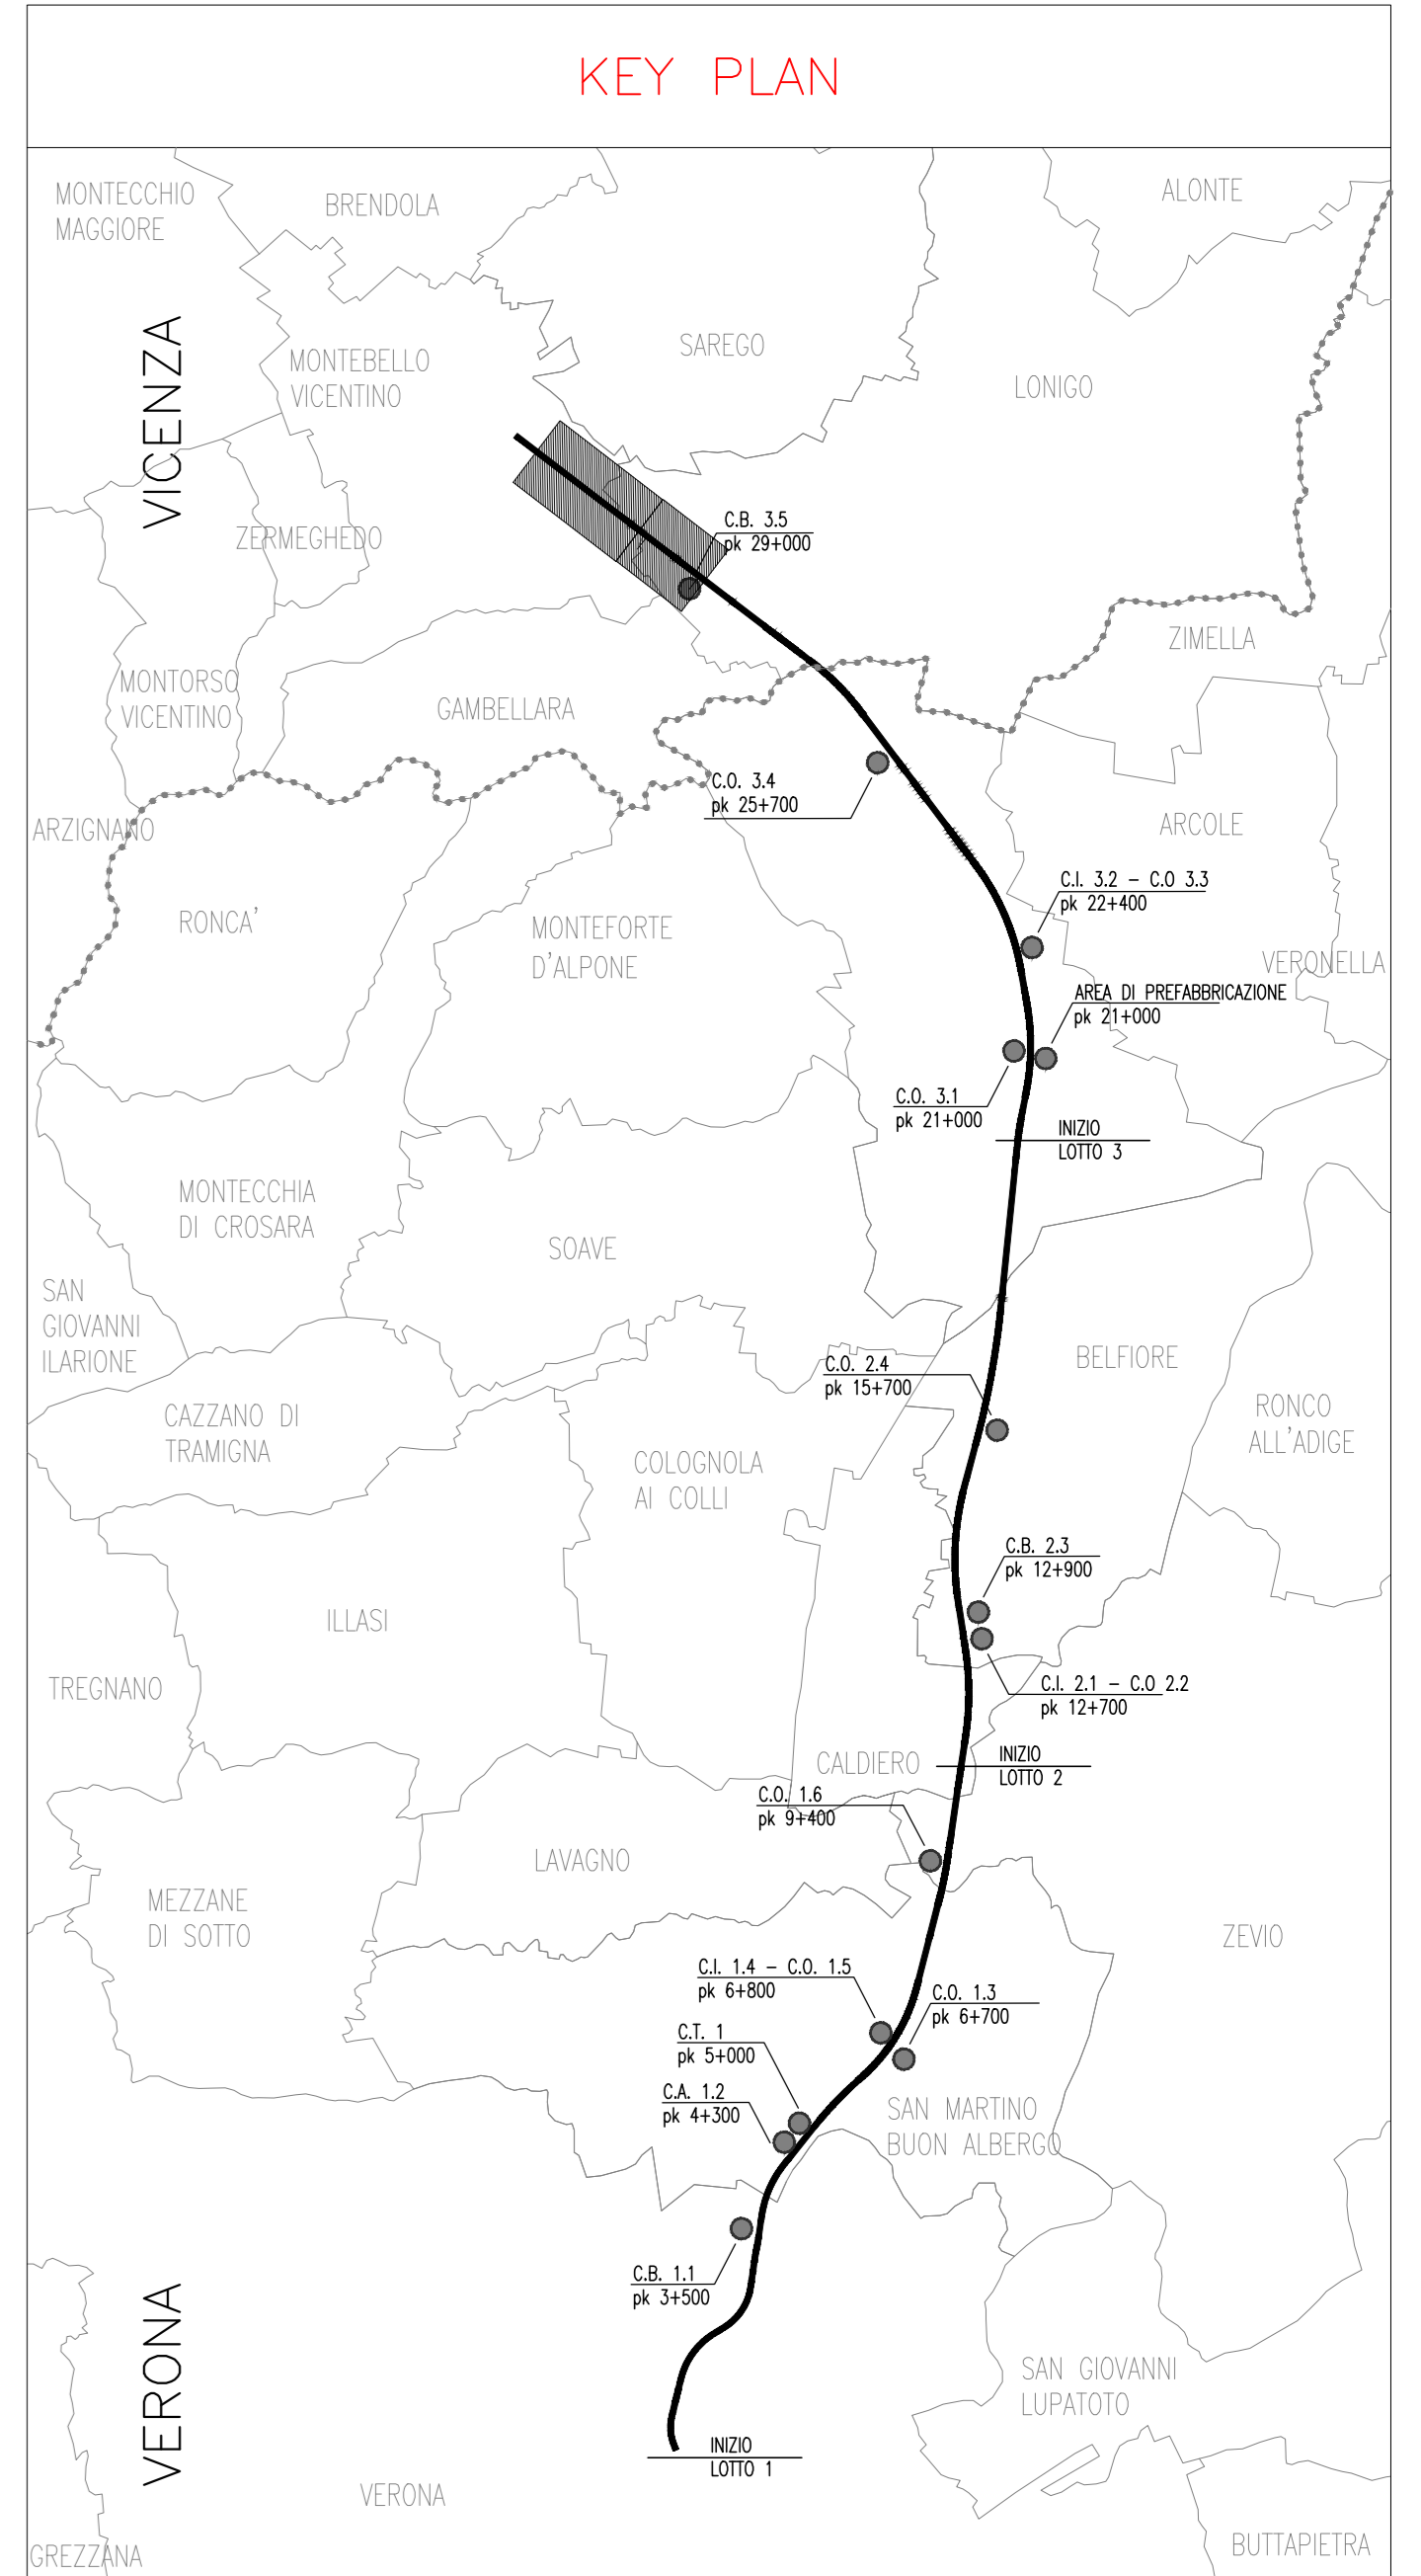 KEY PLAN
MONTECCHIO
MAGGIORE
BRENDOLA
ALONTE
VICENZA
MONTEBELLO
VICENTINO
SAREGO
LONIGO
C.B. 3.5
pk 29+000
ZERMEGHEDO
ZIMELLA
MONTORSO
VICENTINO
GAMBELLARA
C.O. 3.4
pk 25+700
ARZIGNANO
ARCOLE
C.I. 3.2 - C.O 3.3
pk 22+400
RONCA'
MONTEFORTE
D'ALPONE
VERONELLA
AREA DI PREFABBRICAZIONE
pk 21+000
C.O. 3.1
pk 21+000
INIZIO
LOTTO 3
MONTECCHIA
DI CROSARA
SOAVE
SAN
GIOVANNI
ILARIONE
BELFIORE
C.O. 2.4
pk 15+700
CAZZANO DI
TRAMIGNA
RONCO
ALL'ADIGE
COLOGNOLA
AI COLLI
C.B. 2.3
pk 12+900
ILLASI
TREGNANO
C.I. 2.1 - C.O 2.2
pk 12+700
CALDIERO
INIZIO
LOTTO 2
C.O. 1.6
pk 9+400
LAVAGNO
MEZZANE
DI SOTTO
ZEVIO
C.I. 1.4 - C.O. 1.5
pk 6+800
C.O. 1.3
pk 6+700
C.T. 1
pk 5+000
C.A. 1.2
pk 4+300
SAN MARTINO
BUON ALBERGO
C.B. 1.1
pk 3+500
VERONA
SAN GIOVANNI
LUPATOTO
INIZIO
LOTTO 1
VERONA
GREZZANA
BUTTAPIETRA